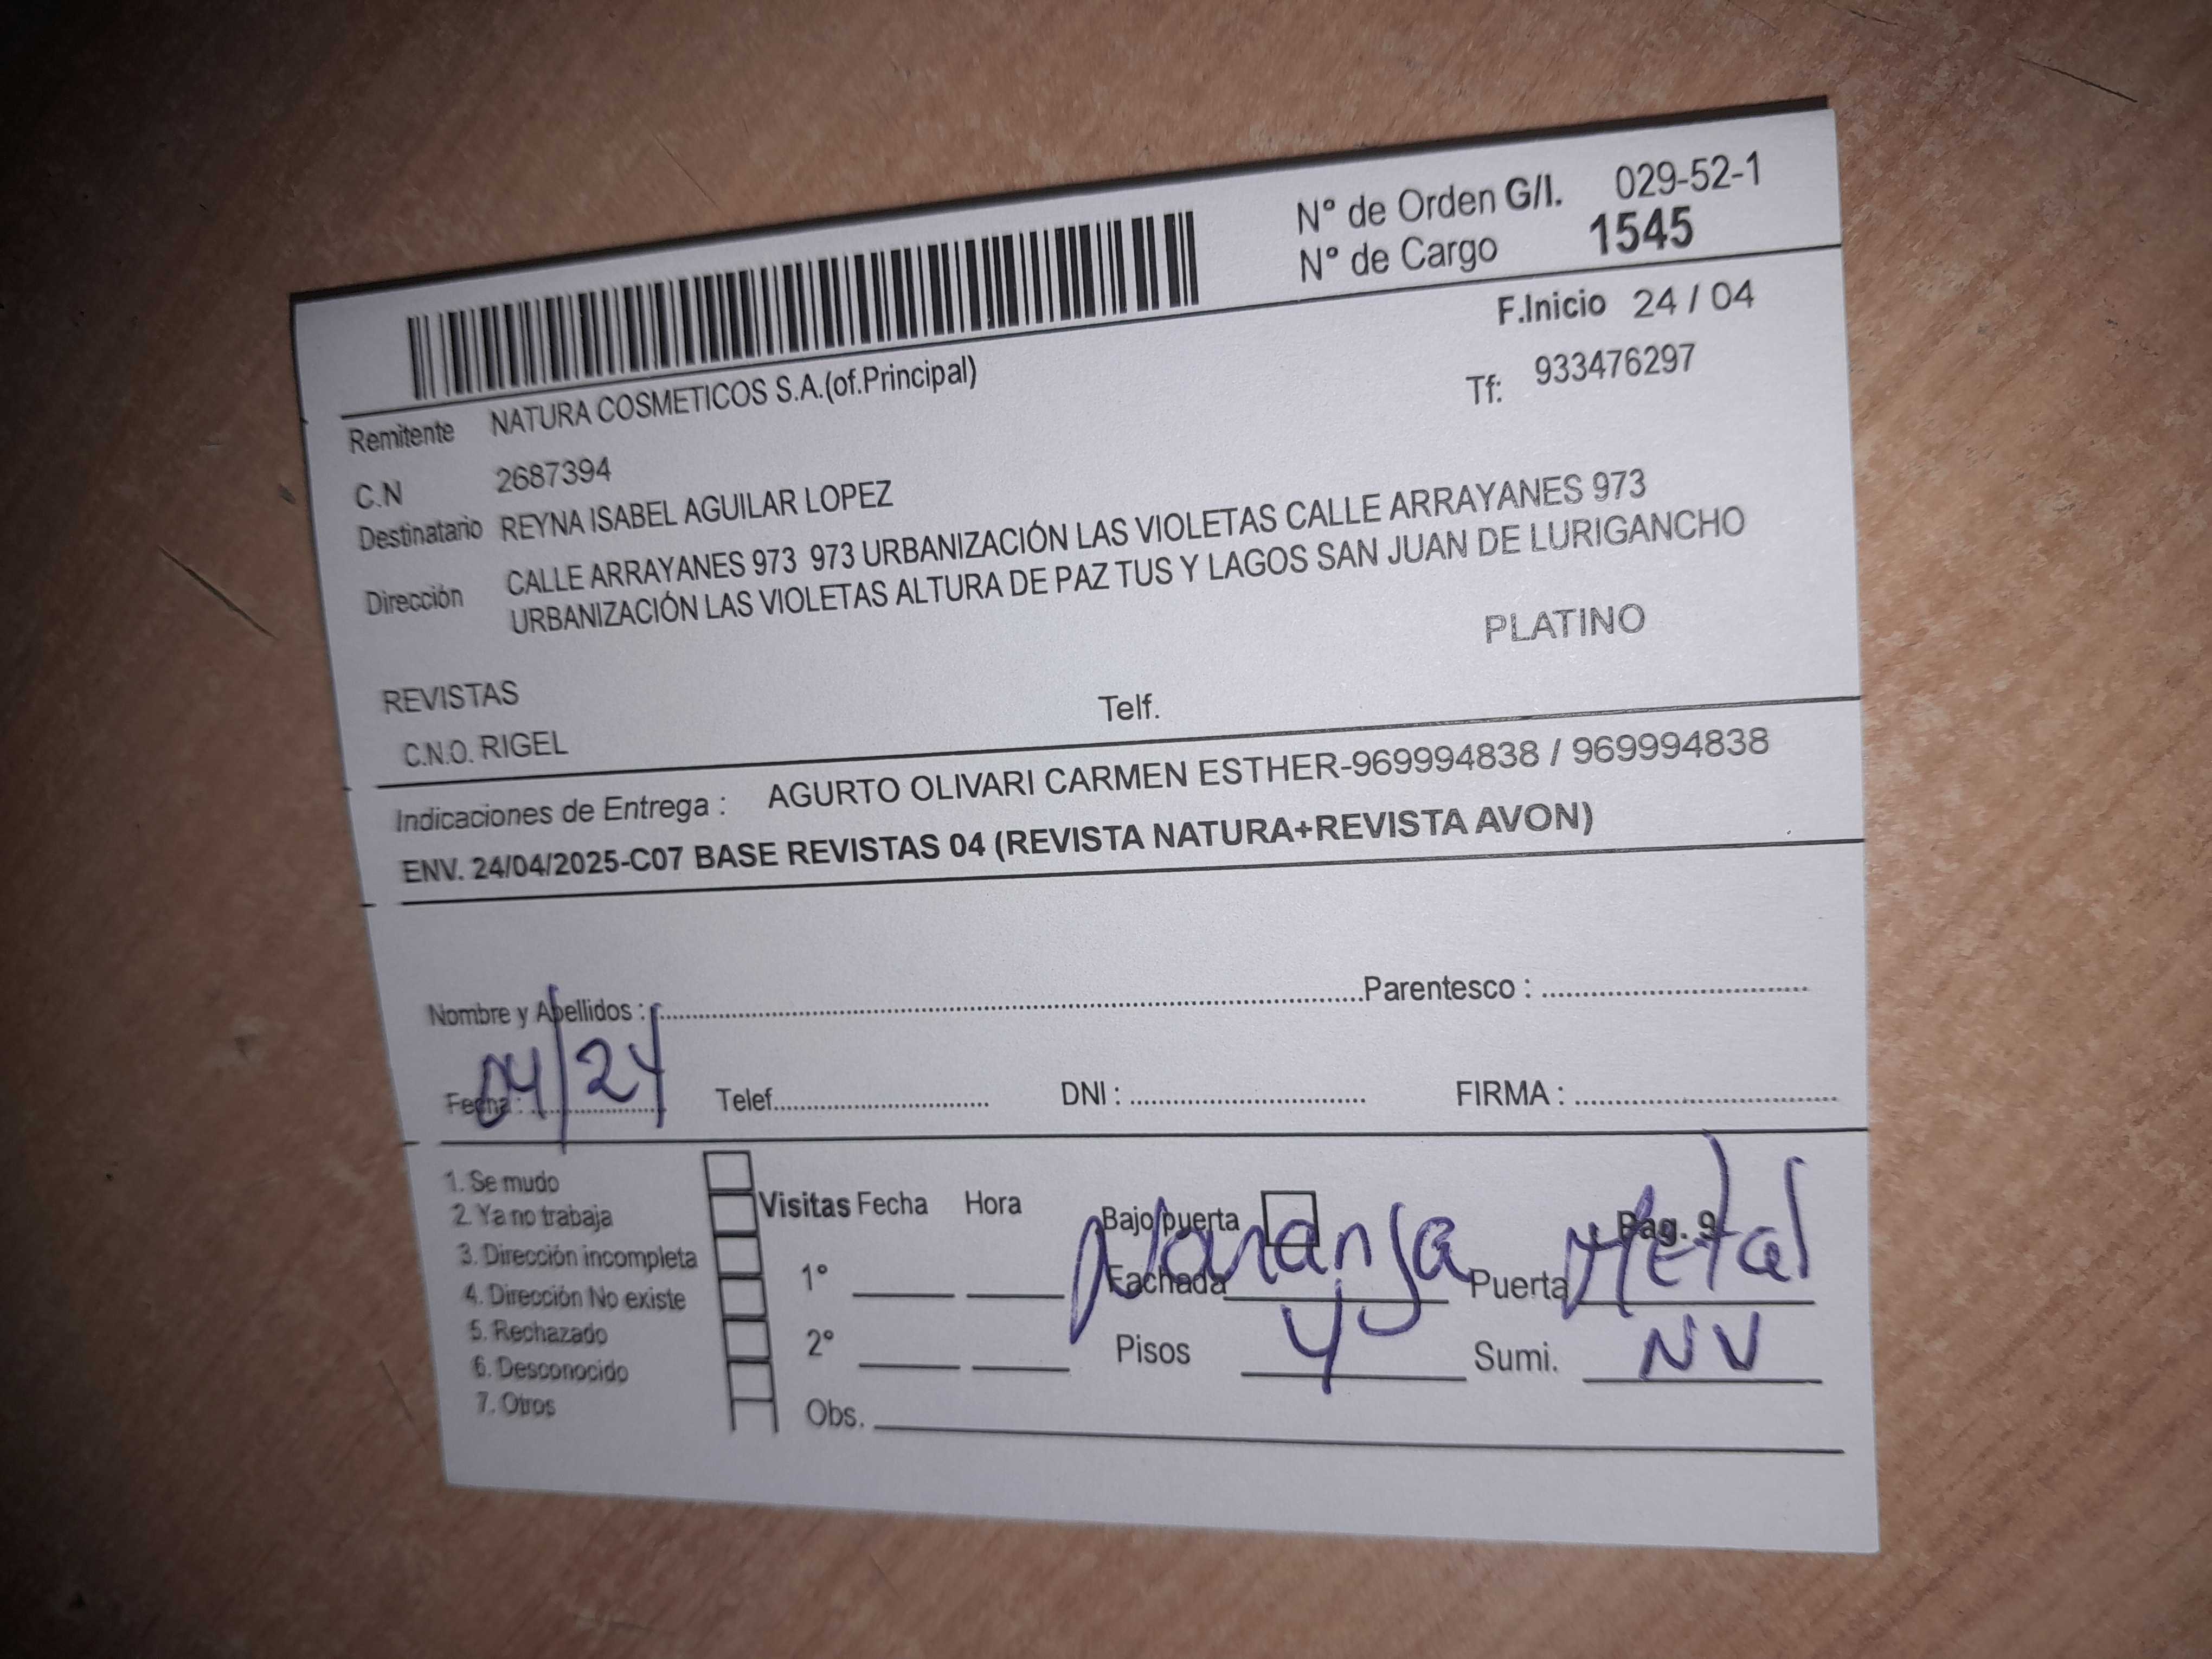 N° de Orden G/I. 029-52-1
N° de Cargo 1545
F.Inicio 24 / 04
Remitente NATURA COSMETICOS S.A.(of.Principal) Tf: 933476297
C.N 2687394
Destinatario REYNA ISABEL AGUILAR LOPEZ
Dirección CALLE ARRAYANES 973 973 URBANIZACIÓN LAS VIOLETAS CALLE ARRAYANES 973
URBANIZACIÓN LAS VIOLETAS ALTURA DE PAZ TUS Y LAGOS SAN JUAN DE LURIGANCHO
PLATINO
REVISTAS
C.N.O. RIGEL Telf.
Indicaciones de Entrega : AGURTO OLIVARI CARMEN ESTHER-969994838 / 969994838
ENV. 24/04/2025-C07 BASE REVISTAS 04 (REVISTA NATURA+REVISTA AVON)
Nombre y Apellidos : Parentesco :
Fecha : 04/24 Telef. DNI : FIRMA :
1. Se mudo
2. Ya no trabaja
3. Dirección incompleta
4. Dirección No existe
5. Rechazado
6. Desconocido
7. Otros
Visitas Fecha Hora
1°
2°
Obs.
Bajo puerta Pag. 9
Fachada Naranja Puerta Metal
Pisos 4 Sumi. NV